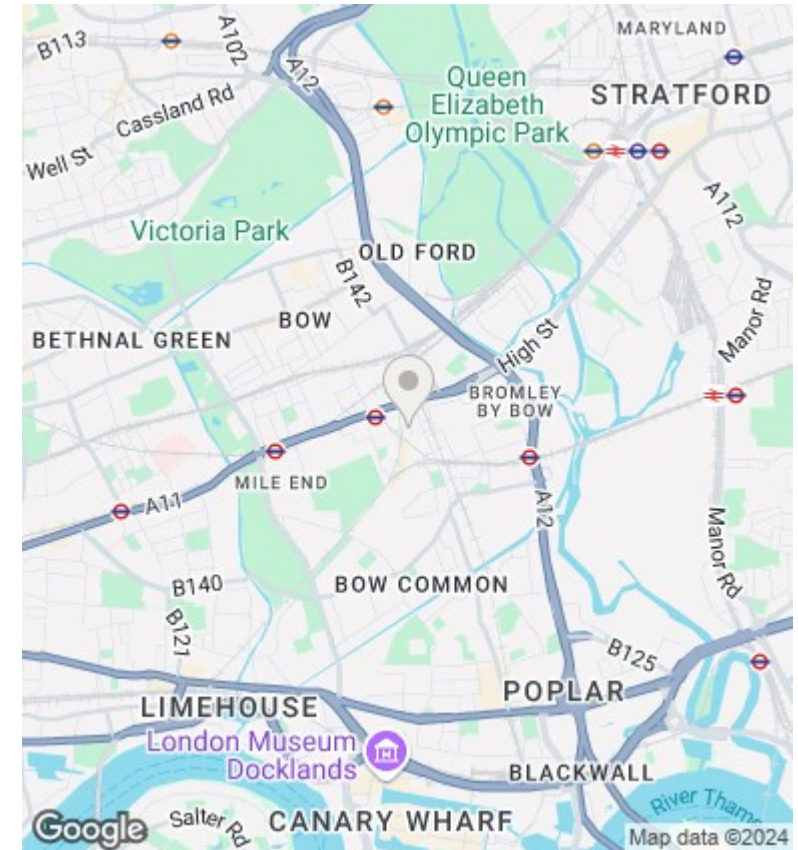 B113
A102
A12
MARYLAND
Cassland Rd
Queen
Elizabeth
Olympic Park
STRATFORD
Well St
A112
Victoria Park
OLD FORD
B142
BOW
BETHNAL GREEN
High St
Manor Rd
BROMLEY
BY BOW
MILE END
A11
A12
B140
BOW COMMON
Manor Rd
B121
B125
LIMEHOUSE
POPLAR
London Museum
Docklands
BLACKWALL
River Thames
Google
Salter Rd
CANARY WHARF
Map data ©2024